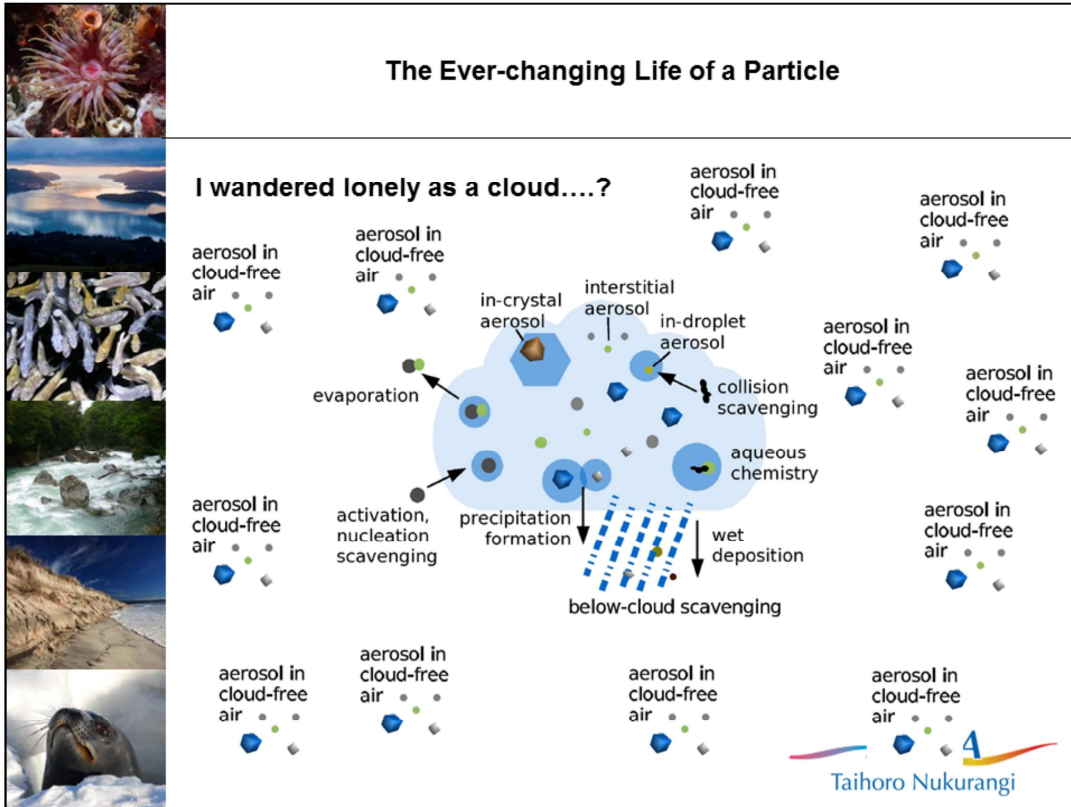 The Ever-changing Life of a Particle
I wandered lonely as a cloud....?
aerosol in
cloud-free
air
aerosol in
cloud-free
air
aerosol in
cloud-free
air
aerosol in
cloud-free
air
in-crystal
aerosol
interstitial
aerosol
in-droplet
aerosol
aerosol in
cloud-free
air
evaporation
collision
scavenging
aerosol in
cloud-free
air
aqueous
chemistry
activation,
nucleation
scavenging
precipitation
formation
wet
deposition
below-cloud scavenging
aerosol in
cloud-free
air
aerosol in
cloud-free
air
aerosol in
cloud-free
air
aerosol in
cloud-free
air
aerosol in
cloud-free
air
aerosol in
cloud-free
air
A
Taihoro Nukurangi